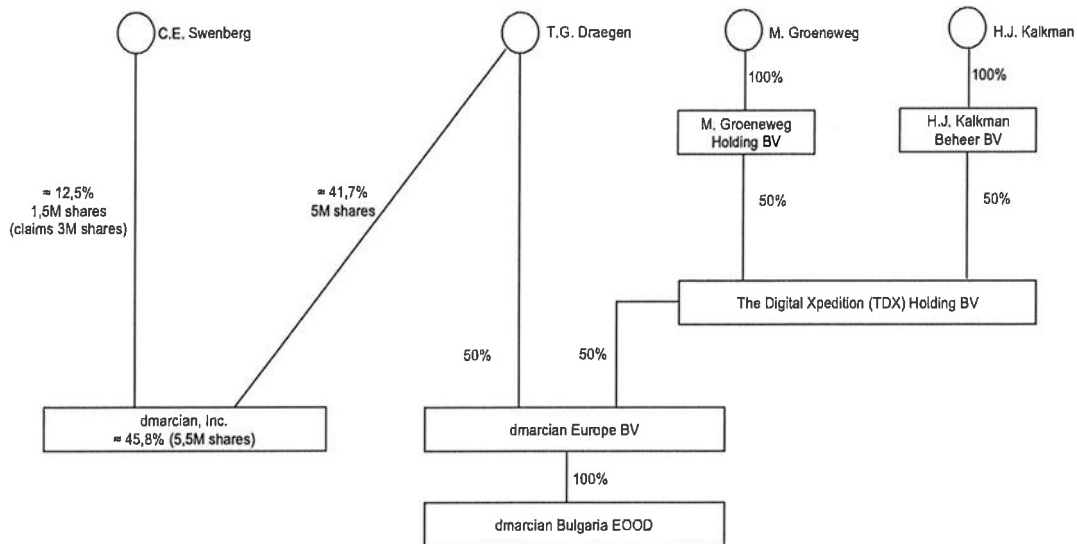 C.E. Swenberg
T.G. Draegen
M. Groeneweg
H.J. Kalkman
100%
100%
M. Groeneweg
Holding BV
H.J. Kalkman
Beheer BV
≈ 12,5%
1,5M shares
(claims 3M shares)
≈ 41,7%
5M shares
50%
50%
The Digital Xpedition (TDX) Holding BV
50%
50%
dmarcian, Inc.
≈ 45,8% (5,5M shares)
dmarcian Europe BV
100%
dmarcian Bulgaria EOOD